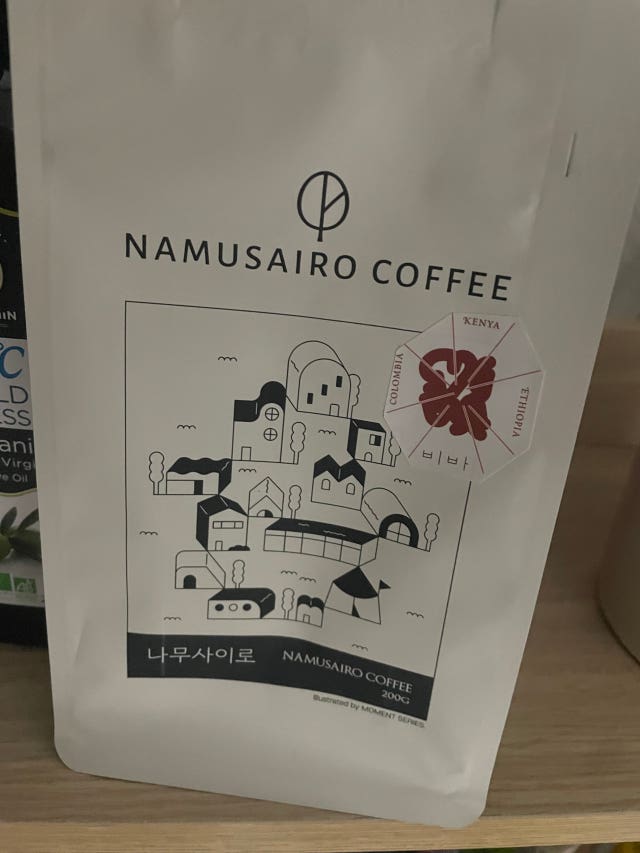 NAMUSAIRO COFFEE
KENYA
COLOMBIA
ETHIOPIA
비바
나무사이로
NAMUSAIRO COFFEE
200G
Illustrated by MOMENT SERIES.
Oil